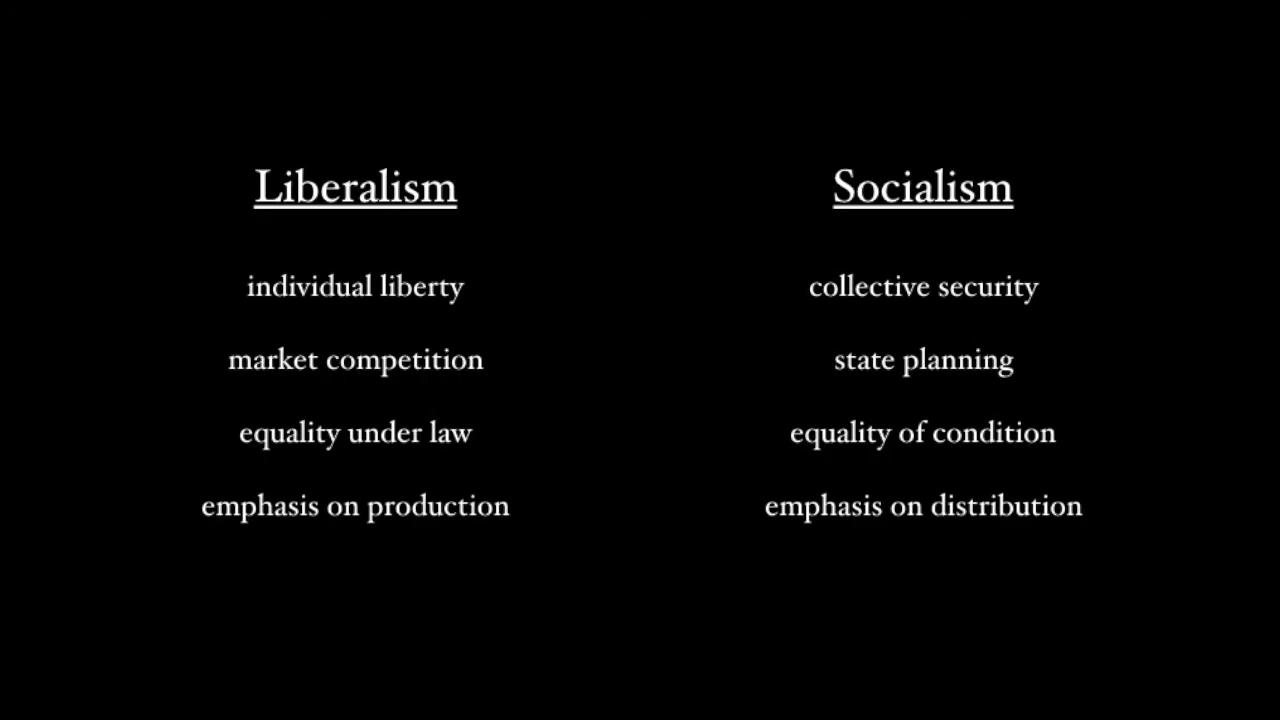 Liberalism
individual liberty
market competition
equality under law
emphasis on production
Socialism
collective security
state planning
equality of condition
emphasis on distribution